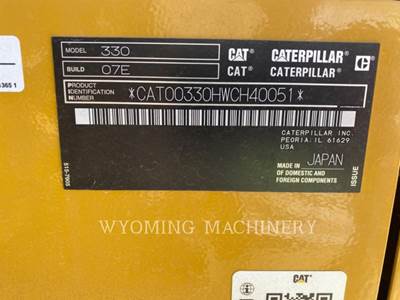 MODEL 330 CAT CATERPILLAR C
BUILD 07E CAT CATERPILLAR
PRODUCT IDENTIFICATION NUMBER *CAT00330HWCH40051*
CATERPILLAR INC.
PEORIA, IL 61629
USA
MADE IN JAPAN
OF DOMESTIC AND
FOREIGN COMPONENTS
ISSUE
WYOMING MACHINERY
CAT